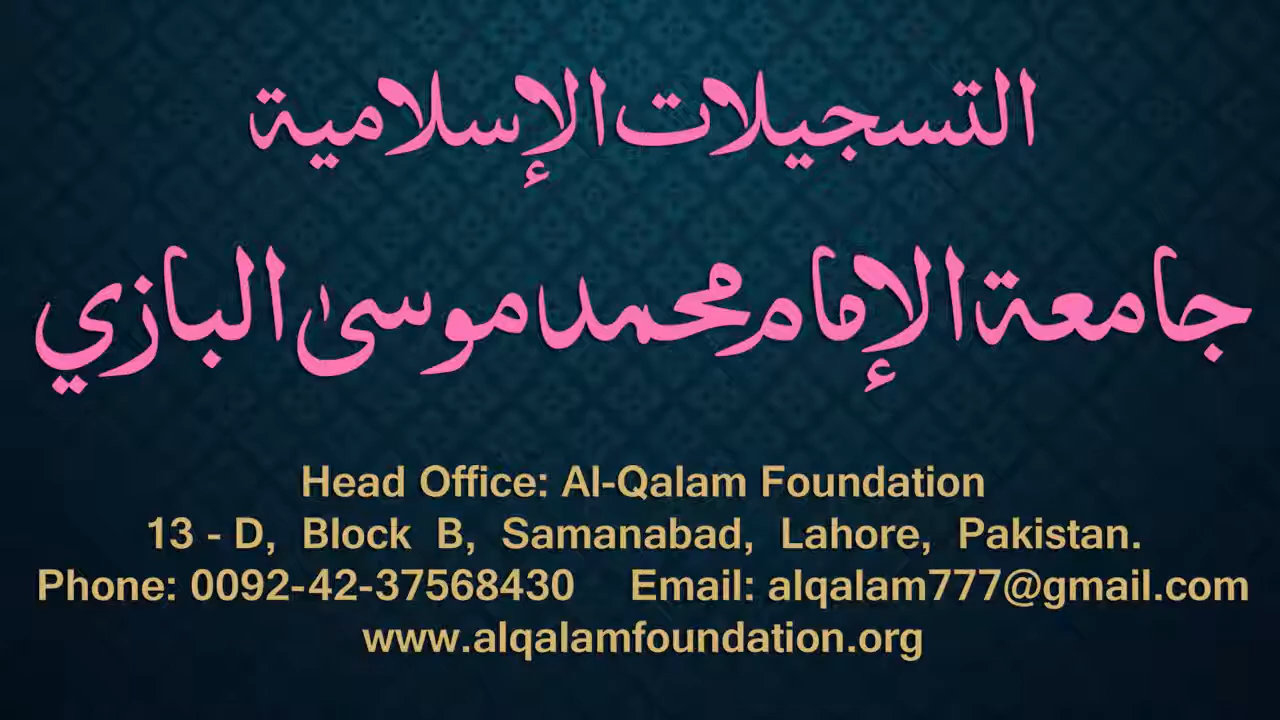 التسجيلات الإسلامية
جامعة الإمام محمد موسىٰ البازي
Head Office: Al-Qalam Foundation
13 - D, Block B, Samanabad, Lahore, Pakistan.
Phone: 0092-42-37568430 Email: alqalam777@gmail.com
www.alqalamfoundation.org